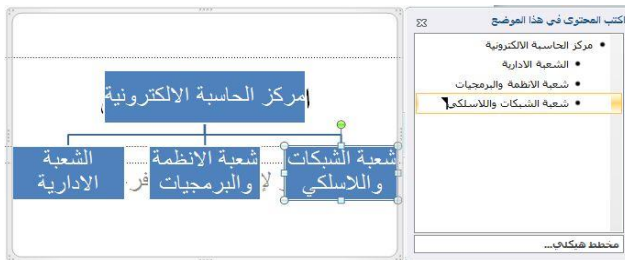 اكتب المحتوى في هذا الموضع
مركز الحاسبة الالكترونية
الشعبة الادارية
شعبة الانظمة والبرمجيات
شعبة الشبكات واللاسلكي
مخطط هيكلي...
مركز الحاسبة الالكترونية
شعبة الشبكات
واللاسلكي
شعبة الانظمة
والبرمجيات
الشعبة
الادارية